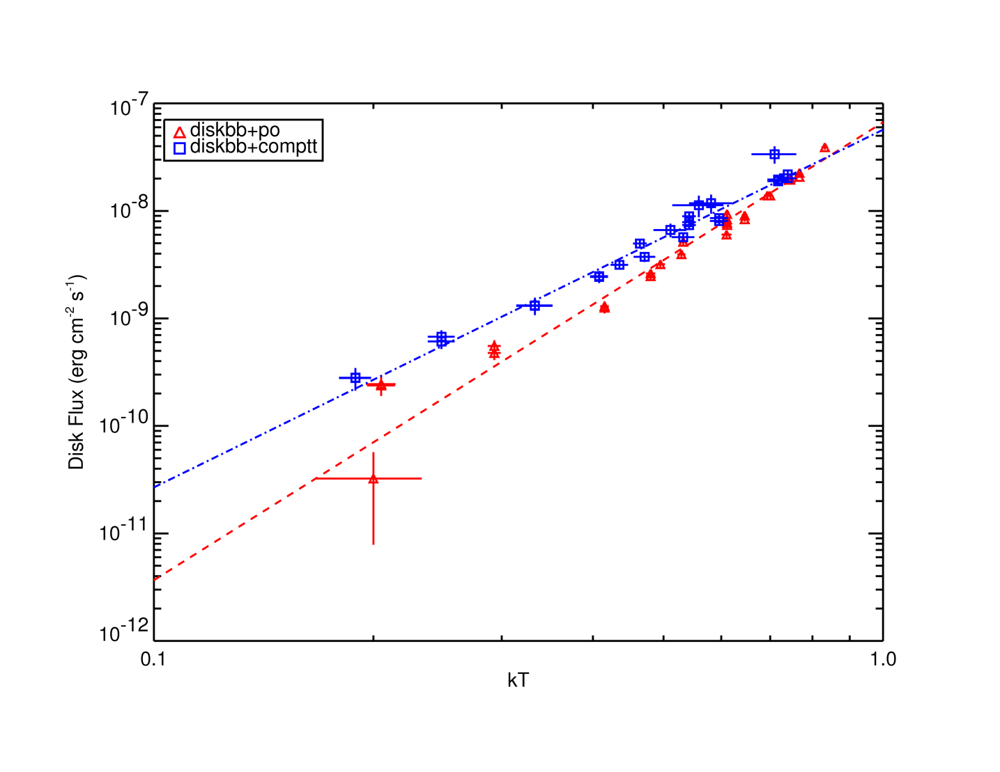 10^-7
diskbb+po
diskbb+comptt
10^-8
10^-9
10^-10
10^-11
10^-12
Disk Flux (erg cm^-2 s^-1)
0.1
1.0
kT